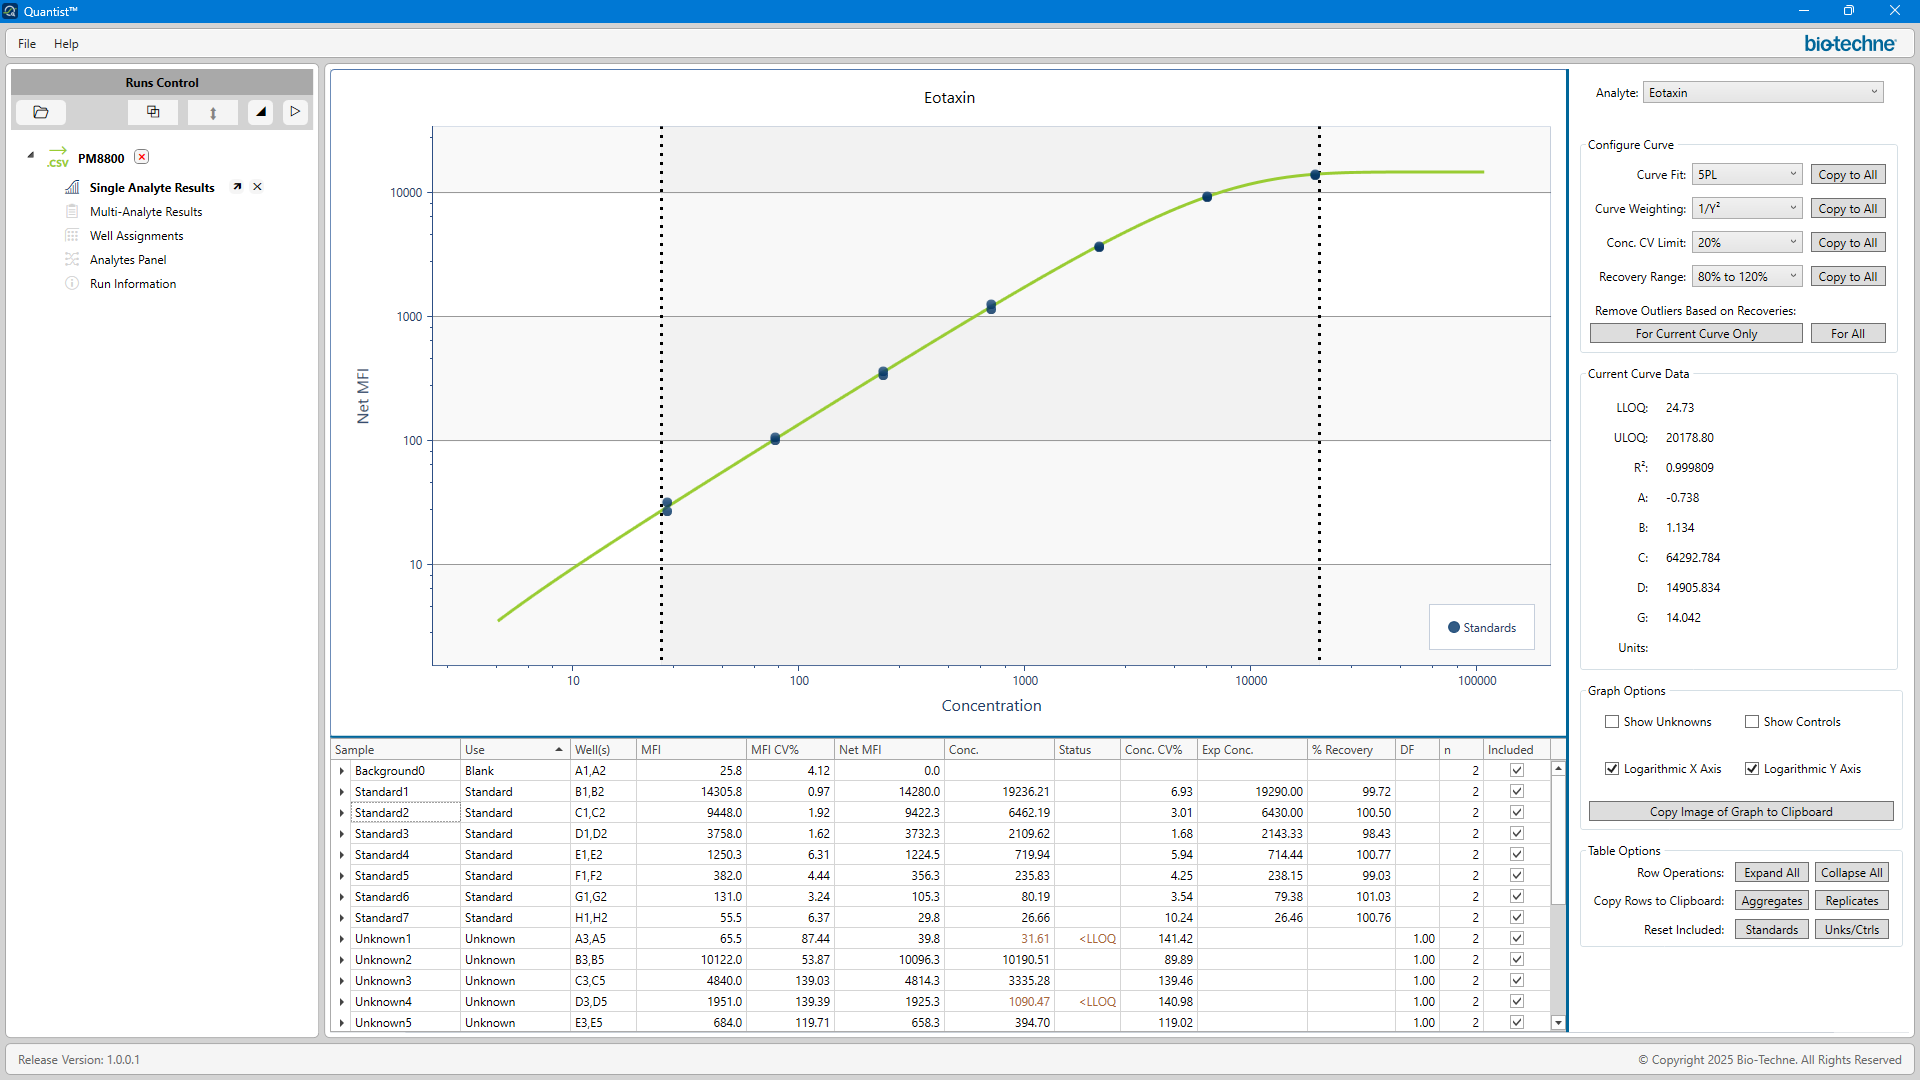 Quantist™
File Help
bio-techne
Runs Control
.CSV PM8800
Single Analyte Results
Multi-Analyte Results
Well Assignments
Analytes Panel
Run Information
Eotaxin
Net MFI
10000
1000
100
10
10 100 1000 10000 100000
Concentration
Standards
Sample Use Well(s) MFI MFI CV% Net MFI Conc. Status Conc. CV% Exp Conc. % Recovery DF n Included
Background0 Blank A1,A2 25.8 4.12 0.0 2
Standard1 Standard B1,B2 14305.8 0.97 14280.0 19236.21 6.93 19290.00 99.72 2
Standard2 Standard C1,C2 9448.0 1.92 9422.3 6462.19 3.01 6430.00 100.50 2
Standard3 Standard D1,D2 3758.0 1.62 3732.3 2109.62 1.68 2143.33 98.43 2
Standard4 Standard E1,E2 1250.3 6.31 1224.5 719.94 5.94 714.44 100.77 2
Standard5 Standard F1,F2 382.0 4.44 356.3 235.83 4.25 238.15 99.03 2
Standard6 Standard G1,G2 131.0 3.24 105.3 80.19 3.54 79.38 101.03 2
Standard7 Standard H1,H2 55.5 6.37 29.8 26.66 10.24 26.46 100.76 2
Unknown1 Unknown A3,A5 65.5 87.44 39.8 31.61 <LLOQ 141.42 1.00 2
Unknown2 Unknown B3,B5 10122.0 53.87 10096.3 10190.51 89.89 1.00 2
Unknown3 Unknown C3,C5 4840.0 139.03 4814.3 3335.28 139.46 1.00 2
Unknown4 Unknown D3,D5 1951.0 139.39 1925.3 1090.47 <LLOQ 140.98 1.00 2
Unknown5 Unknown E3,E5 684.0 119.71 658.3 394.70 119.02 1.00 2
Analyte: Eotaxin
Configure Curve
Curve Fit: 5PL Copy to All
Curve Weighting: 1/Y² Copy to All
Conc. CV Limit: 20% Copy to All
Recovery Range: 80% to 120% Copy to All
Remove Outliers Based on Recoveries:
For Current Curve Only For All
Current Curve Data
LLOQ: 24.73
ULOQ: 20178.80
R²: 0.999809
A: -0.738
B: 1.134
C: 64292.784
D: 14905.834
G: 14.042
Units:
Graph Options
Show Unknowns Show Controls
Logarithmic X Axis Logarithmic Y Axis
Copy Image of Graph to Clipboard
Table Options
Row Operations: Expand All Collapse All
Copy Rows to Clipboard: Aggregates Replicates
Reset Included: Standards Unks/Ctrls
Release Version: 1.0.0.1
© Copyright 2025 Bio-Techne. All Rights Reserved